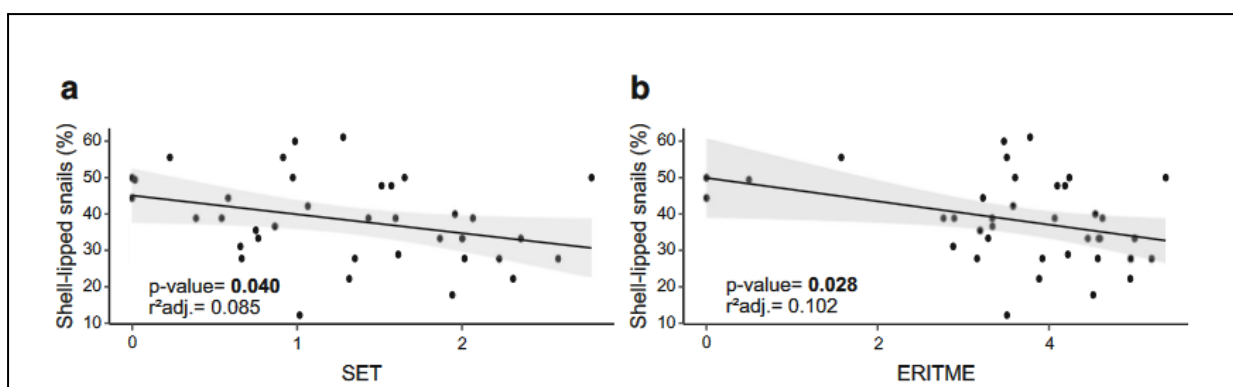 a
Shell-lipped snails (%)
60
50
40
30
20
10
p-value= 0.040
r²adj.= 0.085
0 1 2
SET
b
Shell-lipped snails (%)
60
50
40
30
20
10
p-value= 0.028
r²adj.= 0.102
0 2 4
ERITME